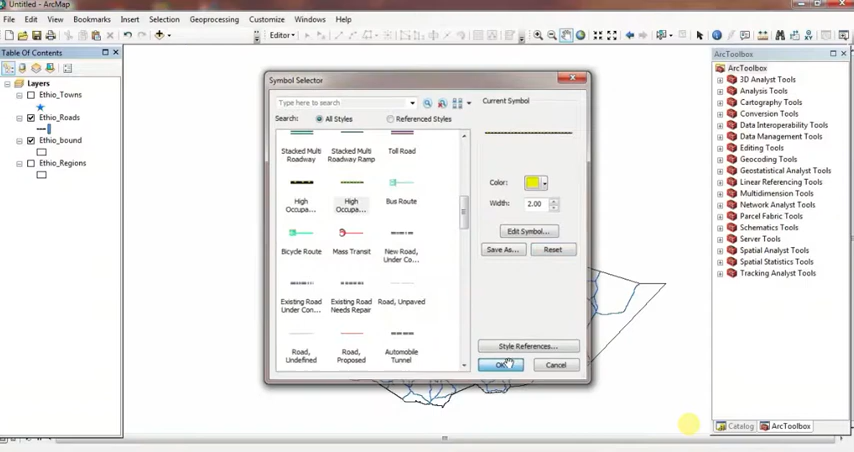 Untitled - ArcMap
File Edit View Bookmarks Insert Selection Geoprocessing Customize Windows Help
Editor
Table Of Contents
Layers
Ethio_Towns
Ethio_Roads
Ethio_bound
Ethio_Regions
Symbol Selector
Type here to search
Search: All Styles Referenced Styles
Stacked Multi Roadway
Stacked Multi Roadway Ramp
Toll Road
High Occupa...
High Occupa...
Bus Route
Bicycle Route
Mass Transit
New Road, Under Co...
Existing Road Under Con...
Existing Road Needs Repair
Road, Unpaved
Road, Undefined
Road, Proposed
Automobile Tunnel
Current Symbol
Color:
Width: 2.00
Edit Symbol...
Save As... Reset
Style References...
OK Cancel
ArcToolbox
ArcToolbox
3D Analyst Tools
Analysis Tools
Cartography Tools
Conversion Tools
Data Interoperability Tools
Data Management Tools
Editing Tools
Geocoding Tools
Geostatistical Analyst Tools
Linear Referencing Tools
Multidimension Tools
Network Analyst Tools
Parcel Fabric Tools
Schematics Tools
Server Tools
Spatial Analyst Tools
Spatial Statistics Tools
Tracking Analyst Tools
Catalog ArcToolbox